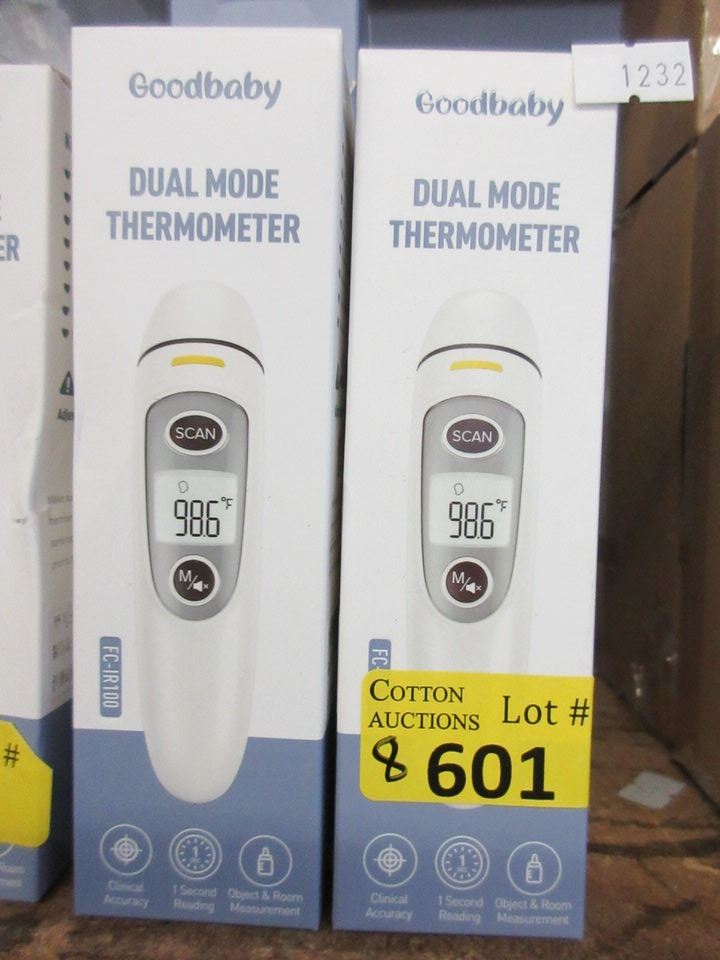 Goodbaby
DUAL MODE
THERMOMETER
SCAN
98.6°F
M/
FC-IR100
Clinical
Accuracy
1 Second
Reading
Object & Room
Measurement
1232
Goodbaby
DUAL MODE
THERMOMETER
SCAN
98.6°F
M/
FC-
COTTON
AUCTIONS
Lot #
8 601
Clinical
Accuracy
1 Second
Reading
Object & Room
Measurement
ER
#